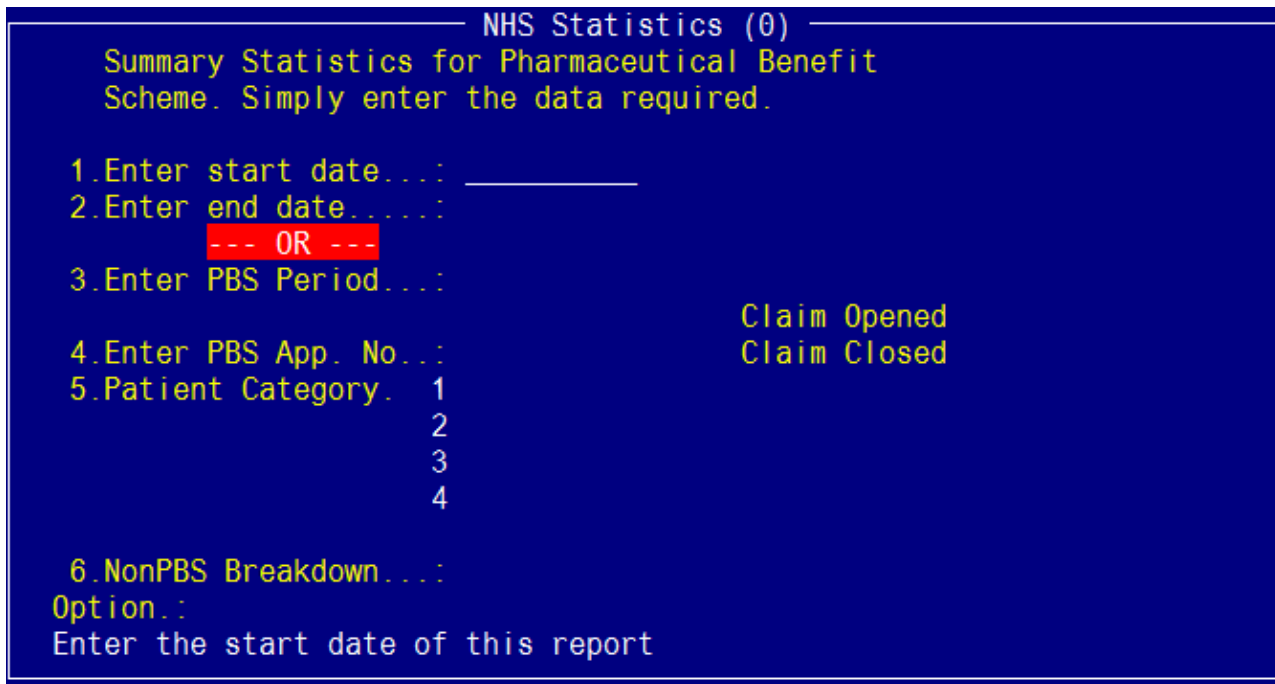 NHS Statistics (0)
Summary Statistics for Pharmaceutical Benefit
Scheme. Simply enter the data required.
1.Enter start date...: __________
2.Enter end date.....:
--- OR ---
3.Enter PBS Period...:
Claim Opened
4.Enter PBS App. No..: Claim Closed
5.Patient Category. 1
2
3
4
6.NonPBS Breakdown...:
Option.:
Enter the start date of this report